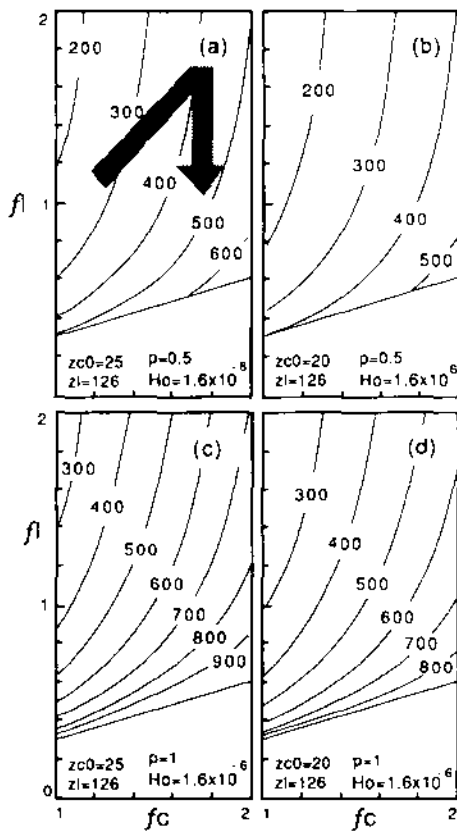 2
(a)
200
300
400
500
600
fl
1
zc0=25 p=0.5
zl=126 Ho=1.6x10⁻⁶
(b)
200
300
400
500
zc0=20 p=0.5
zl=126 Ho=1.6x10⁻⁶
2
(c)
300
400
500
600
700
800
900
fl
1
zc0=25 p=1
zl=126 Ho=1.6x10⁻⁶
0
1
fc
2
(d)
300
400
500
600
700
800
zc0=20 p=1
zl=126 Ho=1.6x10⁻⁶
1
fc
2